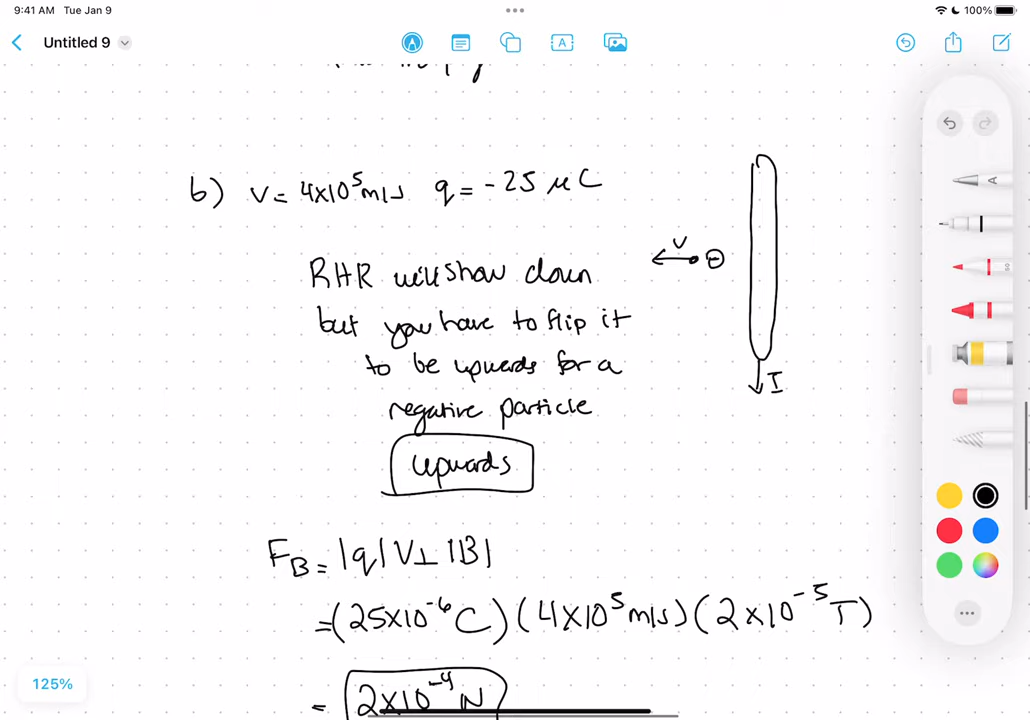 9:41 AM Tue Jan 9
100%
Untitled 9
b) v = 4x10⁵ m/s q = -25 μC
RHR will show down
but you have to flip it
to be upwards for a
negative particle
upwards
V
I
F_B = |q| V⊥ |B|
= (25x10⁻⁶ C) (4x10⁵ m/s) (2x10⁻⁵ T)
= 2x10⁻⁴ N
125%